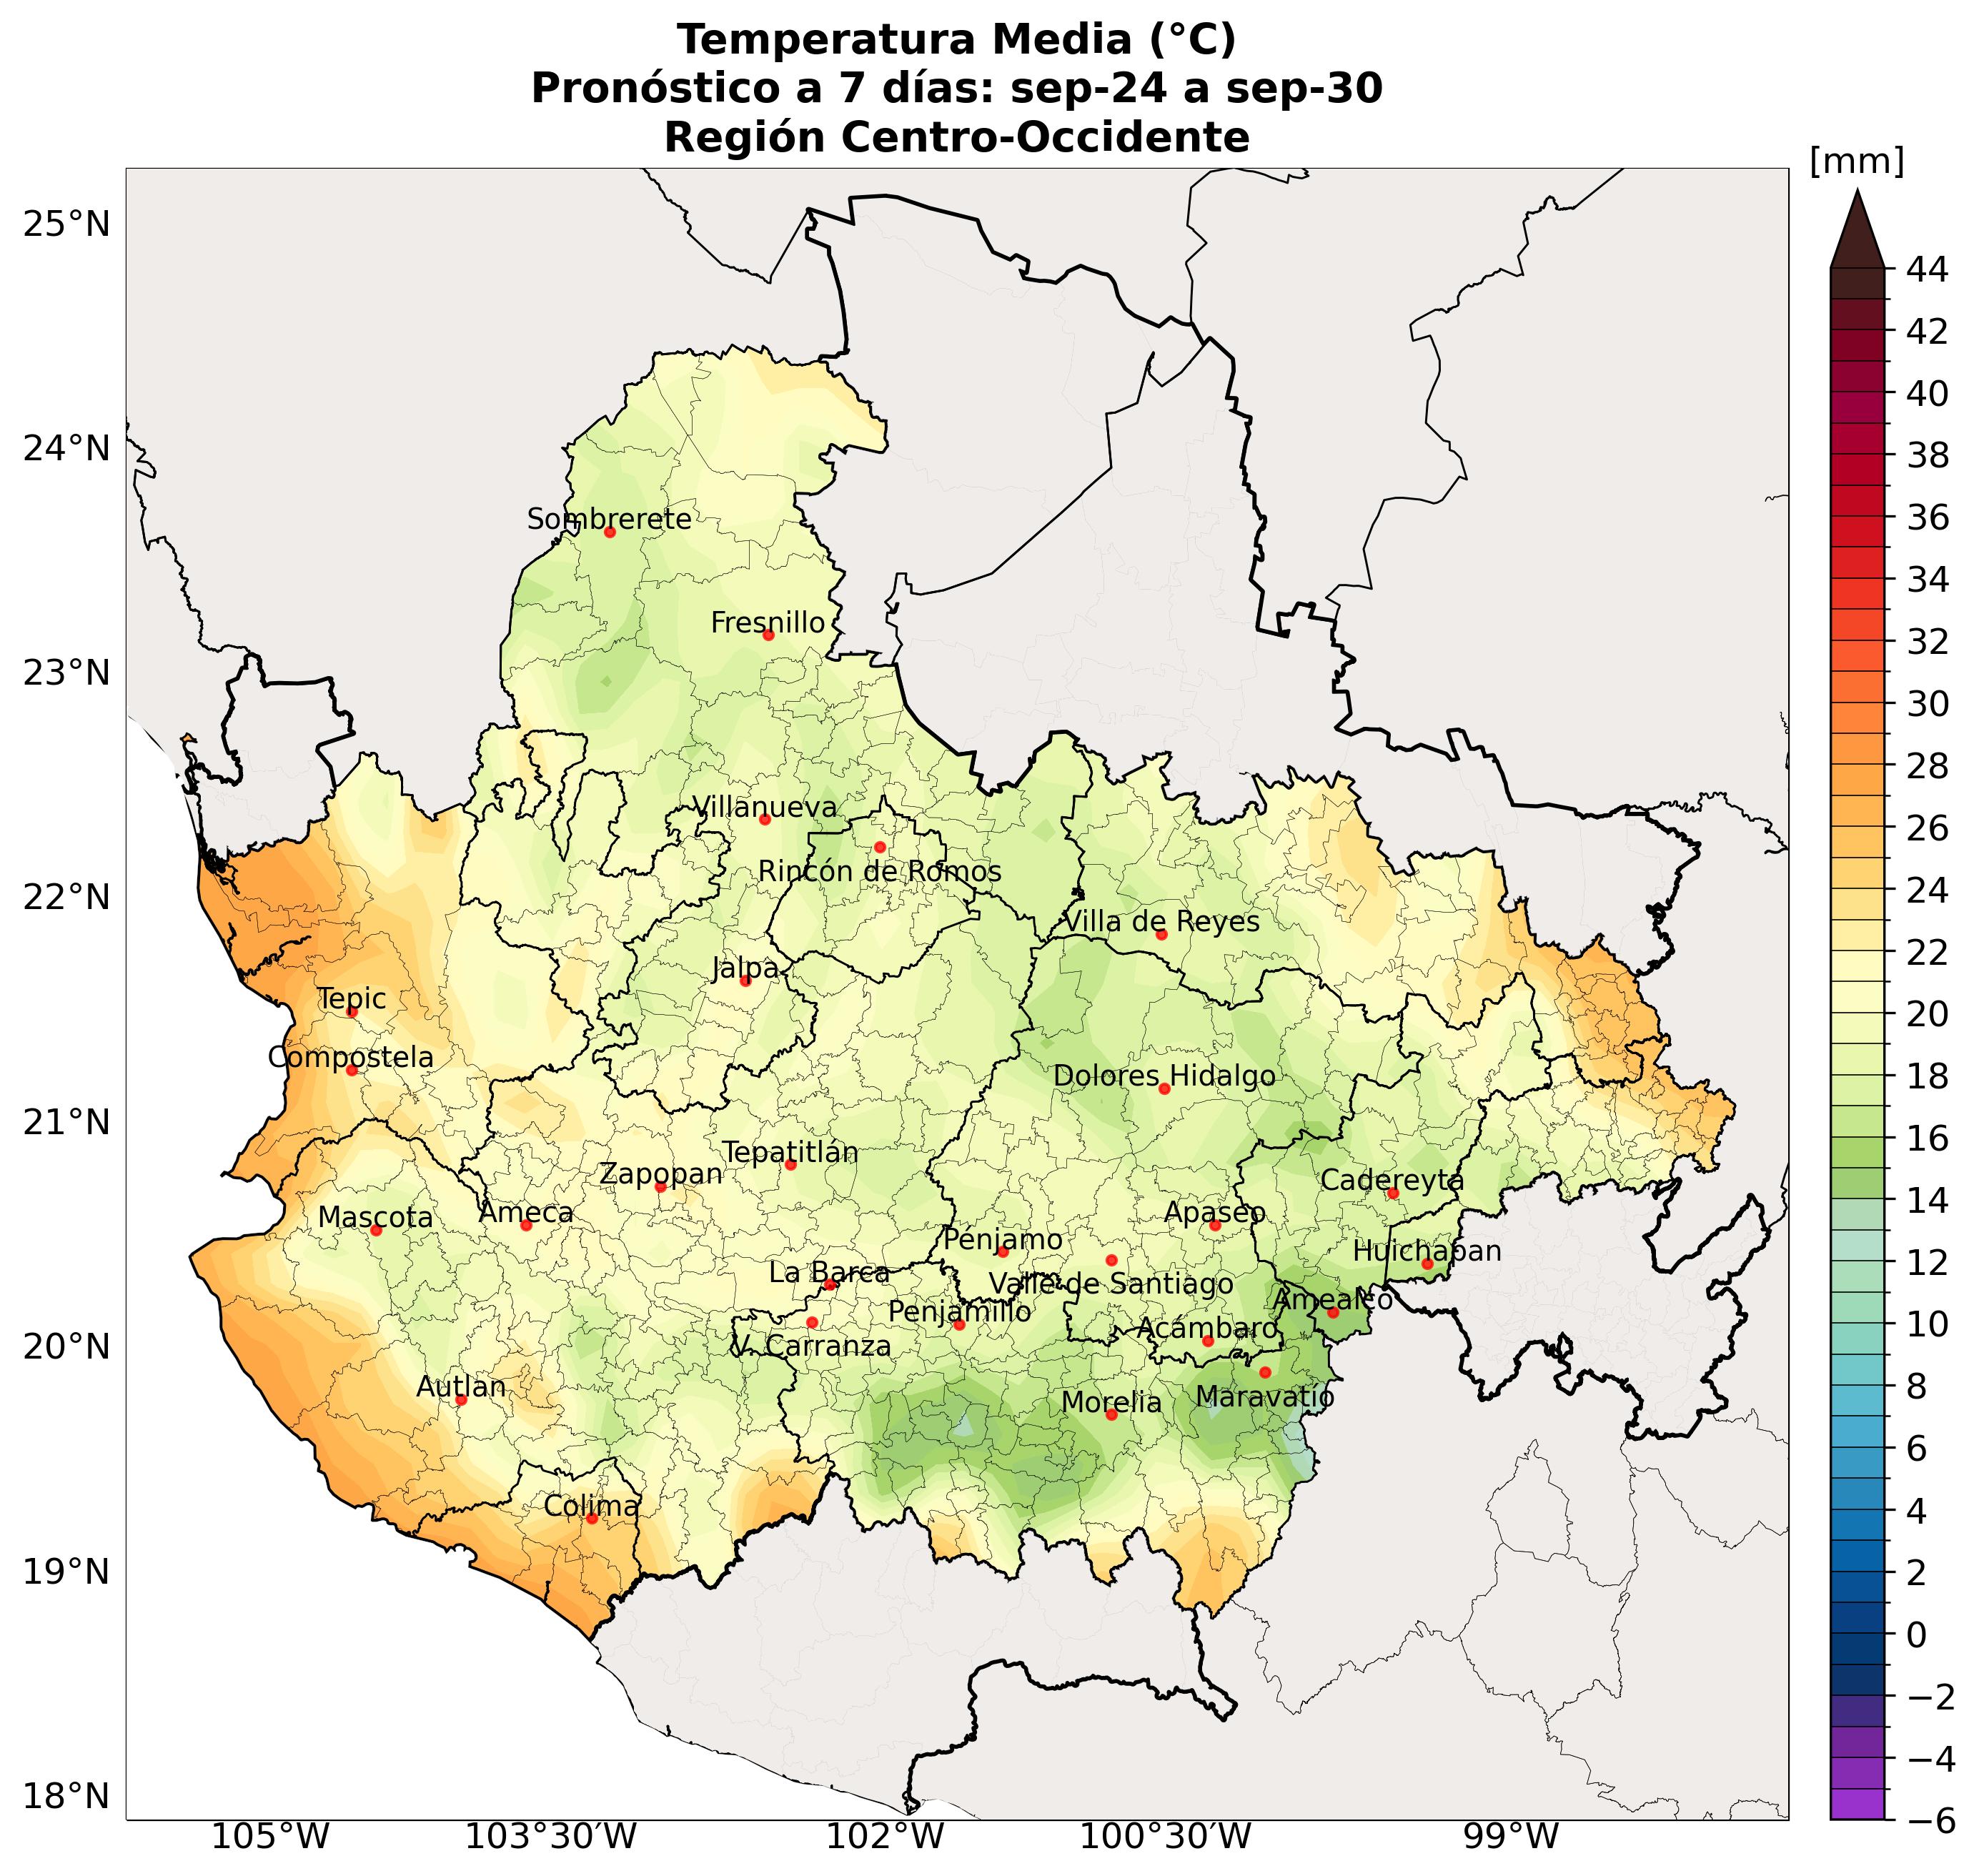 Temperatura Media (°C)
Pronóstico a 7 días: sep-24 a sep-30
Región Centro-Occidente
[mm]
25°N
24°N
23°N
22°N
21°N
20°N
19°N
18°N
Sombrerete
Fresnillo
Villanueva
Rincón de Romos
Villa de Reyes
Jalpa
Tepic
Compostela
Dolores Hidalgo
Tepatitlán
Zapopan
Cadereyta
Mascota
Ameca
Apaseo
Pénjamo
Huichapan
La Barca
Valle de Santiago
Amealco
Penjamillo
Acámbaro
V. Carranza
Autlan
Morelia
Maravatío
Colima
105°W
103°30′W
102°W
100°30′W
99°W
44
42
40
38
36
34
32
30
28
26
24
22
20
18
16
14
12
10
8
6
4
2
0
−2
−4
−6